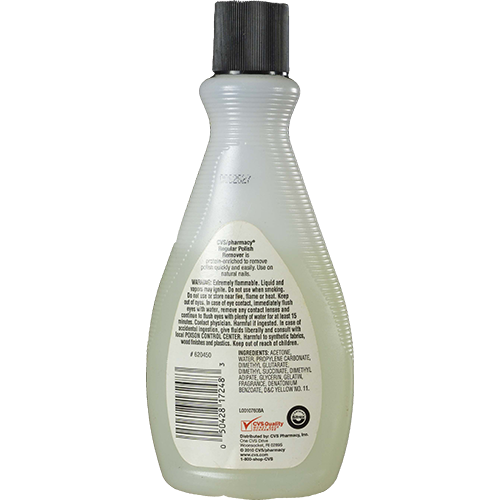 CVS/pharmacy®
Regular Polish
Remover is
protein-enriched to remove
polish quickly and easily. Use on
natural nails.
WARNING: Extremely flammable. Liquid and
vapors may ignite. Do not use when smoking.
Do not use or store near fire, flame or heat. Keep
out of eyes. In case of eye contact, immediately flush
eyes with water, remove any contact lenses and
continue to flush eyes with plenty of water for at least 15
minutes. Contact physician. Harmful if ingested. In case of
accidental ingestion, give fluids liberally and consult with
local POISON CONTROL CENTER. Harmful to synthetic fabrics,
wood finishes and plastics. Keep out of reach of children.
# 620450
INGREDIENTS: ACETONE,
WATER, PROPYLENE CARBONATE,
DIMETHYL GLUTARATE,
DIMETHYL SUCCINATE, DIMETHYL
ADIPATE, GLYCERIN, GELATIN,
FRAGRANCE, DENATONIUM
BENZOATE, D&C YELLOW NO. 11.
0 50428 17248 3
CVS Quality
Distributed by: CVS Pharmacy, Inc.
One CVS Drive
Woonsocket, RI 02895
© 2010 CVS/pharmacy
www.cvs.com
1-800-shop-CVS